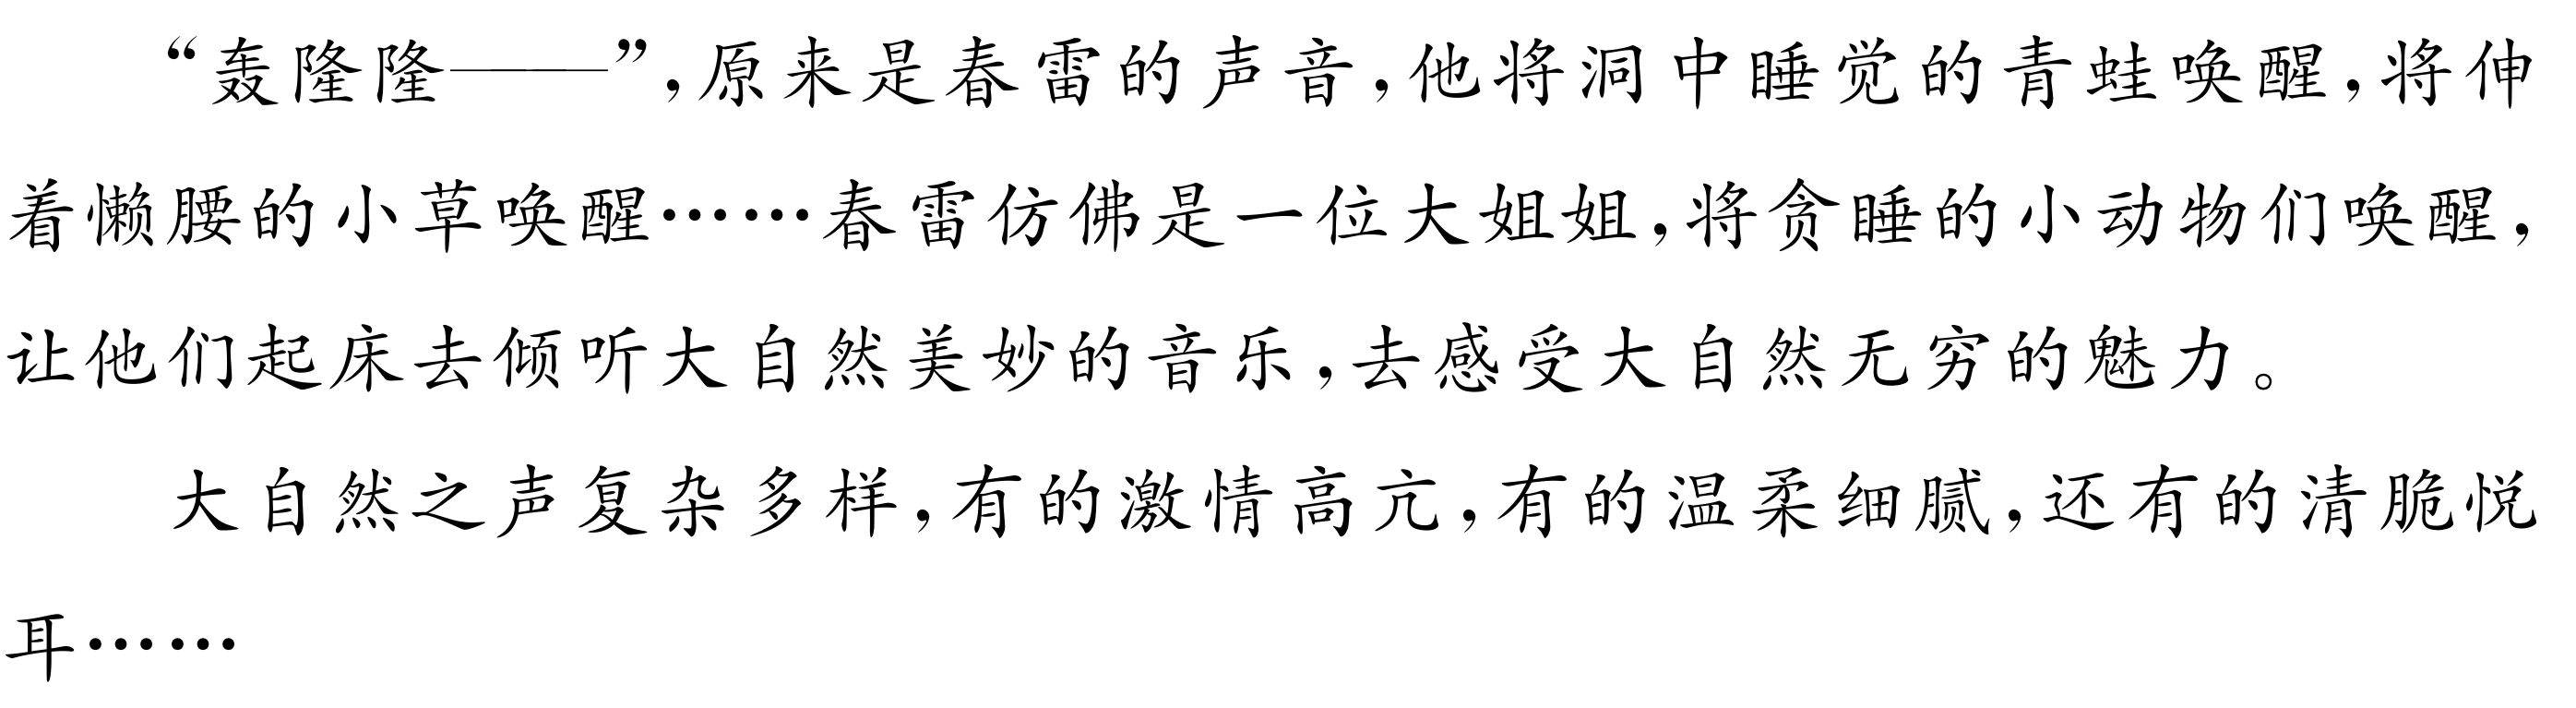 “轰隆隆——”,原来是春雷的声音,他将洞中睡觉的青蛙唤醒,将伸
着懒腰的小草唤醒……春雷仿佛是一位大姐姐,将贪睡的小动物们唤醒,
让他们起床去倾听大自然美妙的音乐,去感受大自然无穷的魅力。
大自然之声复杂多样,有的激情高亢,有的温柔细腻,还有的清脆悦
耳……